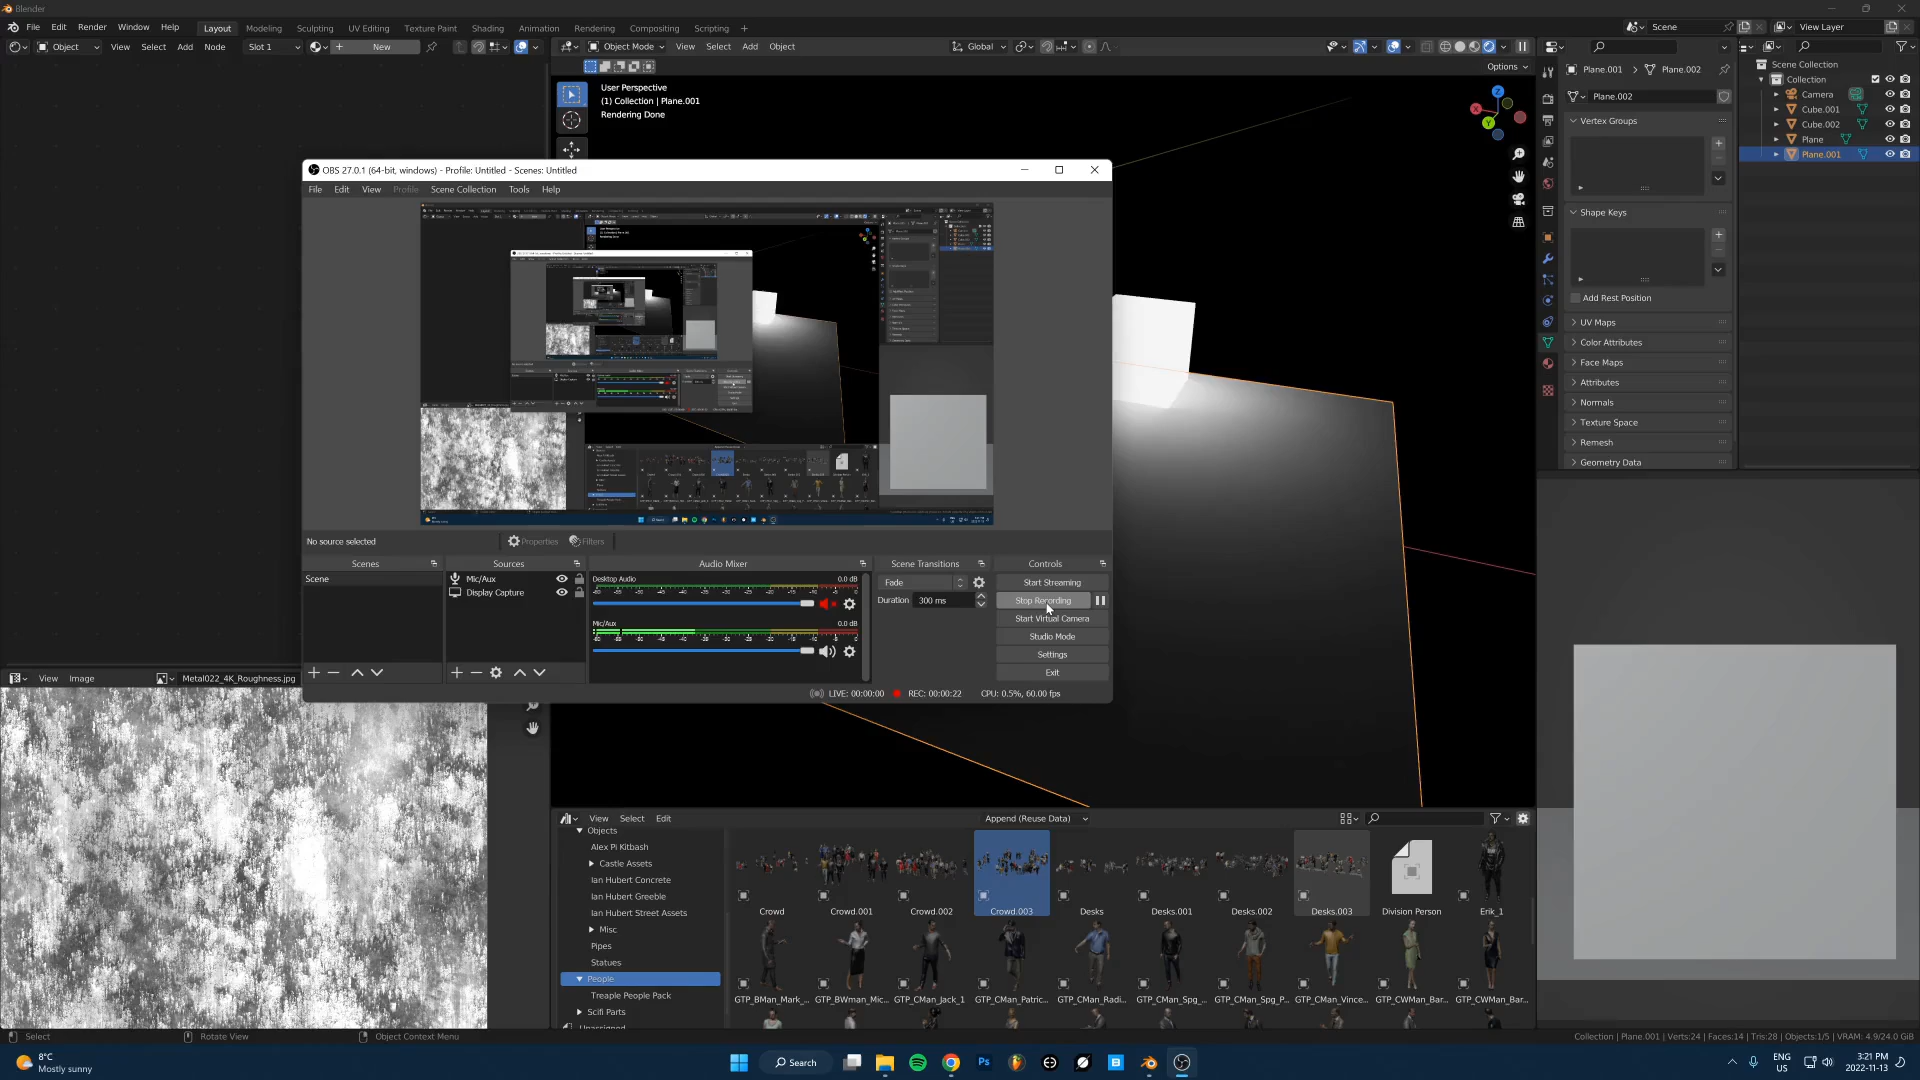 Blender
File Edit Render Window Help Layout Modeling Sculpting UV Editing Texture Paint Shading Animation Rendering Compositing Scripting + Scene View Layer
Object View Select Add Node Slot 1 New Object Mode View Select Add Object Global
Options
User Perspective
(1) Collection | Plane.001
Rendering Done
X
Y
Z
Plane.001 > Plane.002
Plane.002
Vertex Groups
Shape Keys
Add Rest Position
UV Maps
Color Attributes
Face Maps
Attributes
Normals
Texture Space
Remesh
Geometry Data
Scene Collection
Collection
Camera
Cube.001
Cube.002
Plane
Plane.001
OBS 27.0.1 (64-bit, windows) - Profile: Untitled - Scenes: Untitled
File Edit View Profile Scene Collection Tools Help
No source selected Properties Filters
Scenes Sources Audio Mixer Scene Transitions Controls
Scene
Mic/Aux
Display Capture
Desktop Audio 0.0 dB
Mic/Aux 0.0 dB
Fade
Duration 300 ms
Start Streaming
Stop Recording
Start Virtual Camera
Studio Mode
Settings
Exit
LIVE: 00:00:00 REC: 00:00:22 CPU: 0.5%, 60.00 fps
View Image Metal022_4K_Roughness.jpg
View Select Edit Append (Reuse Data)
Objects
Alex Pi Kitbash
Castle Assets
Ian Hubert Concrete
Ian Hubert Greeble
Ian Hubert Street Assets
Misc
Pipes
Statues
People
Treaple People Pack
Scifi Parts
Crowd Crowd.001 Crowd.002 Crowd.003 Desks Desks.001 Desks.002 Desks.003 Division Person Erik_1
GTP_BMan_Mark_... GTP_BWman_Mic... GTP_CMan_Jack_1 GTP_CMan_Patric... GTP_CMan_Radi... GTP_CMan_Spg_... GTP_CMan_Spg_P... GTP_CMan_Vince... GTP_CWMan_Bar... GTP_CWMan_Bar...
Select Rotate View Object Context Menu Collection | Plane.001 | Verts:24 | Faces:14 | Tris:28 | Objects:1/5 | VRAM: 4.9/24.0 GiB
8°C
Mostly sunny
Search
Ps
ENG
US
3:21 PM
2022-11-13